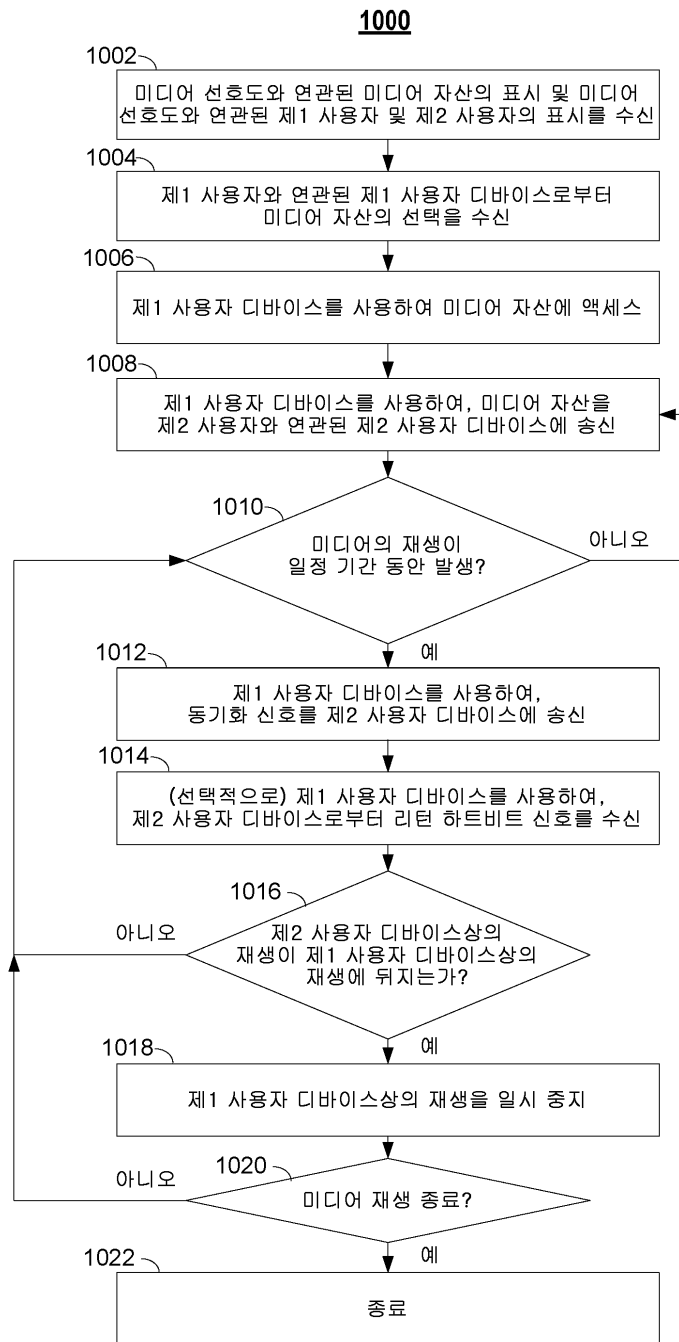 1000
1002
미디어 선호도와 연관된 미디어 자산의 표시 및 미디어
선호도와 연관된 제1 사용자 및 제2 사용자의 표시를 수신
1004
제1 사용자와 연관된 제1 사용자 디바이스로부터
미디어 자산의 선택을 수신
1006
제1 사용자 디바이스를 사용하여 미디어 자산에 액세스
1008
제1 사용자 디바이스를 사용하여, 미디어 자산을
제2 사용자와 연관된 제2 사용자 디바이스에 송신
1010
미디어의 재생이
일정 기간 동안 발생?
아니오
예
1012
제1 사용자 디바이스를 사용하여,
동기화 신호를 제2 사용자 디바이스에 송신
1014
(선택적으로) 제1 사용자 디바이스를 사용하여,
제2 사용자 디바이스로부터 리턴 하트비트 신호를 수신
1016
아니오
제2 사용자 디바이스상의
재생이 제1 사용자 디바이스상의
재생에 뒤지는가?
예
1018
제1 사용자 디바이스상의 재생을 일시 중지
1020
아니오
미디어 재생 종료?
예
1022
종료